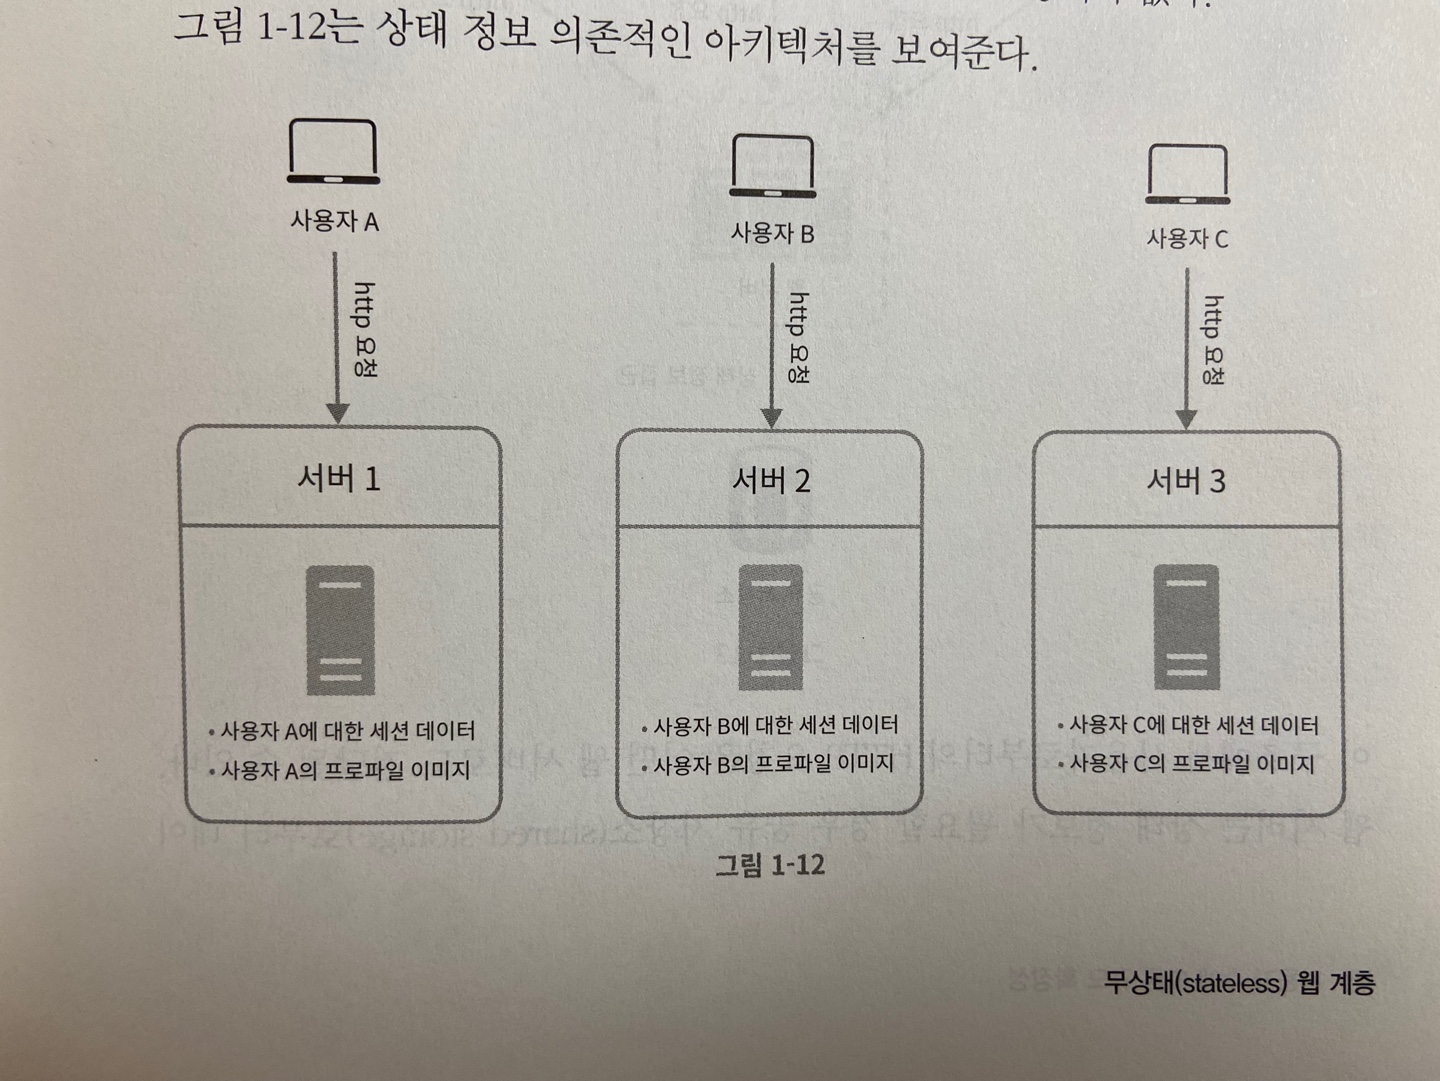 그림 1-12는 상태 정보 의존적인 아키텍처를 보여준다.
사용자 A
사용자 B
사용자 C
http 요청
http 요청
http 요청
서버 1
서버 2
서버 3
• 사용자 A에 대한 세션 데이터
• 사용자 A의 프로파일 이미지
• 사용자 B에 대한 세션 데이터
• 사용자 B의 프로파일 이미지
• 사용자 C에 대한 세션 데이터
• 사용자 C의 프로파일 이미지
그림 1-12
무상태(stateless) 웹 계층